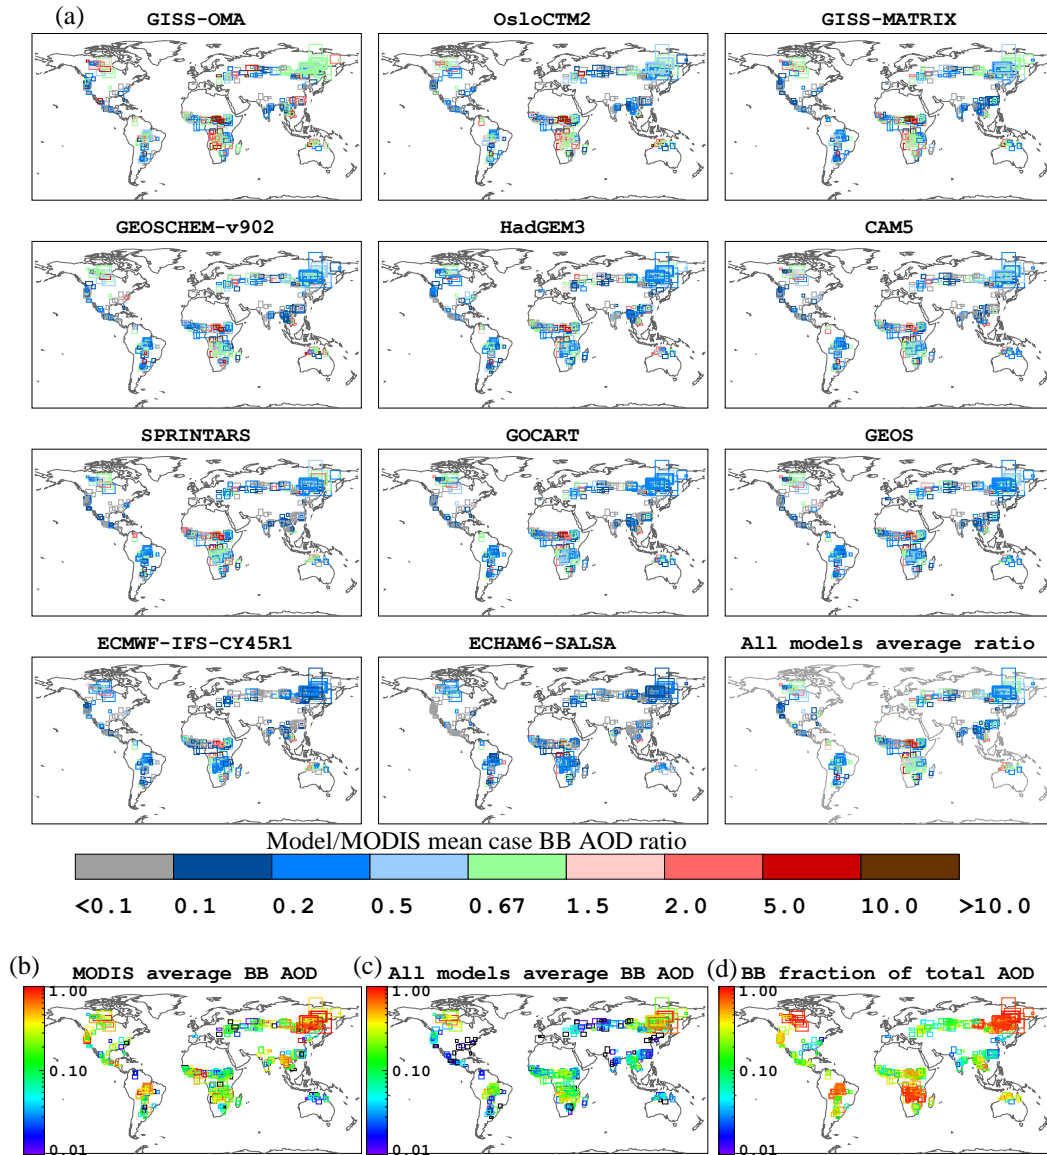 (a)
GISS-OMA OsloCTM2 GISS-MATRIX
GEOSCHEM-v902 HadGEM3 CAM5
SPRINTARS GOCART GEOS
ECMWF-IFS-CY45R1 ECHAM6-SALSA All models average ratio
Model/MODIS mean case BB AOD ratio
<0.1 0.1 0.2 0.5 0.67 1.5 2.0 5.0 10.0 >10.0
(b) MODIS average BB AOD (c) All models average BB AOD (d) BB fraction of total AOD
1.00 1.00 1.00
0.10 0.10 0.10
0.01 0.01 0.01